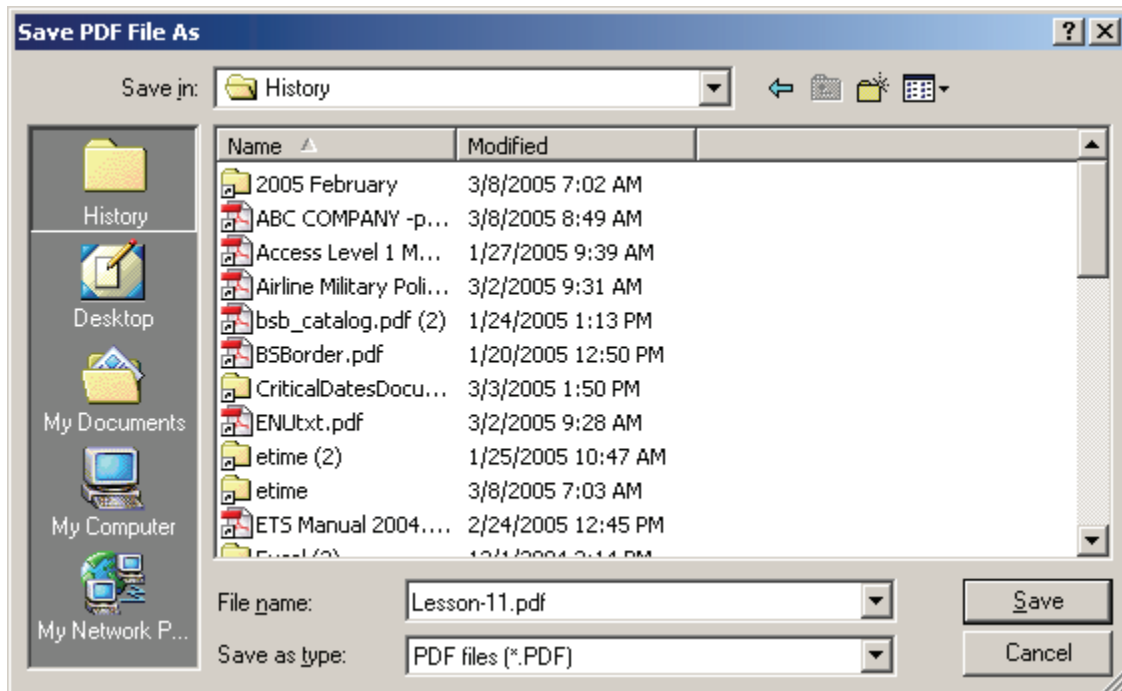 Save PDF File As
Save in: History
Name Modified
2005 February 3/8/2005 7:02 AM
ABC COMPANY -p... 3/8/2005 8:49 AM
Access Level 1 M... 1/27/2005 9:39 AM
Airline Military Poli... 3/2/2005 9:31 AM
bsb_catalog.pdf (2) 1/24/2005 1:13 PM
BSBorder.pdf 1/20/2005 12:50 PM
CriticalDatesDocu... 3/3/2005 1:50 PM
ENUtxt.pdf 3/2/2005 9:28 AM
etime (2) 1/25/2005 10:47 AM
etime 3/8/2005 7:03 AM
ETS Manual 2004.... 2/24/2005 12:45 PM
Excel (2)
History
Desktop
My Documents
My Computer
My Network P...
File name: Lesson-11.pdf Save
Save as type: PDF files (*.PDF) Cancel